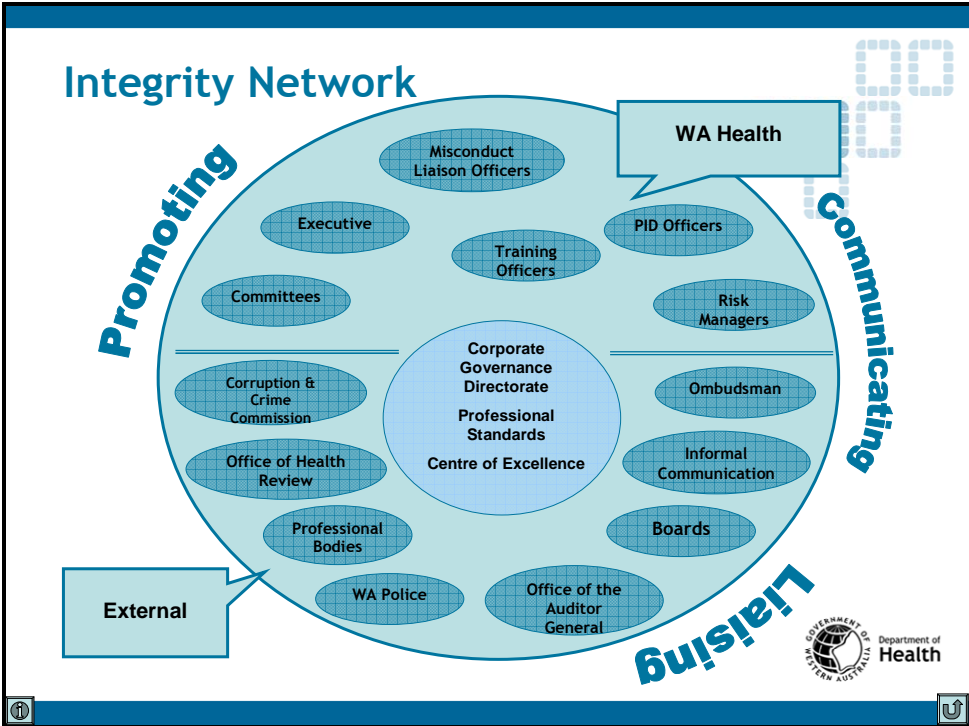 Integrity Network
WA Health
Promoting
Communicating
Misconduct
Liaison Officers
Executive
PID Officers
Training
Officers
Committees
Risk
Managers
Corporate
Governance
Directorate
Professional
Standards
Centre of Excellence
Corruption &
Crime
Commission
Ombudsman
Office of Health
Review
Informal
Communication
Professional
Bodies
Boards
WA Police
Office of the
Auditor
General
External
Liaising
GOVERNMENT OF
WESTERN AUSTRALIA
Department of
Health